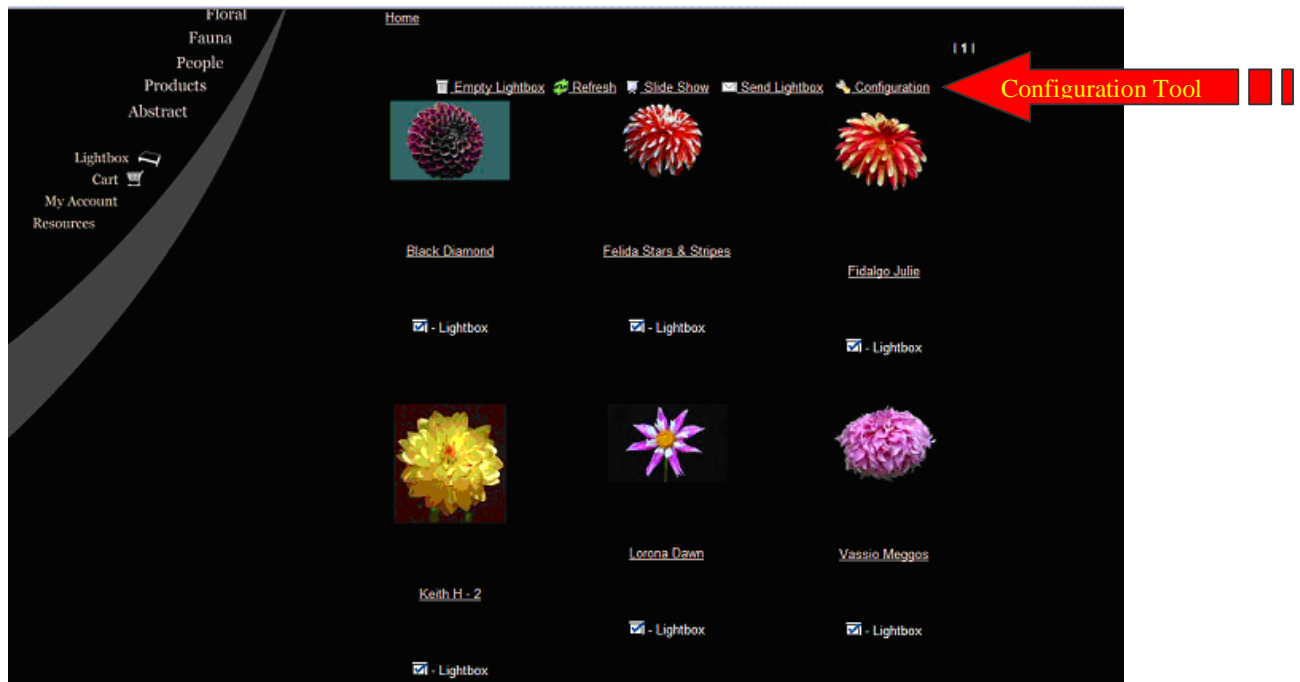 Floral
Fauna
People
Products
Abstract
Lightbox
Cart
My Account
Resources
Home
| 1 |
Empty Lightbox Refresh Slide Show Send Lightbox Configuration
Configuration Tool
Black Diamond
Felida Stars & Stripes
Fidalgo Julie
- Lightbox
- Lightbox
- Lightbox
Keith H - 2
Lorona Dawn
Vassio Meggos
- Lightbox
- Lightbox
- Lightbox